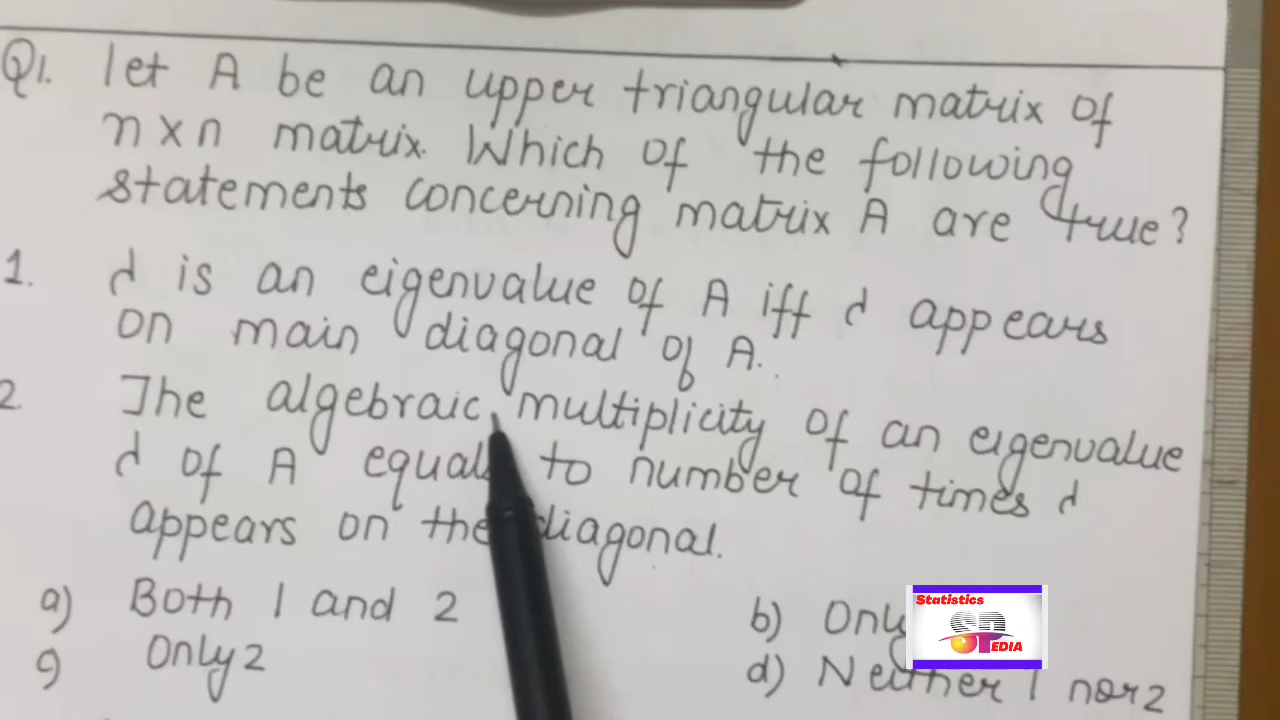 Q1. let A be an upper triangular matrix of
n×n matrix. Which of the following
statements concerning matrix A are true?
1. λ is an eigenvalue of A iff λ appears
on main diagonal of A.
2. The algebraic multiplicity of an eigenvalue
λ of A equals to number of times λ
appears on the diagonal.
a) Both 1 and 2
b) Only
c) Only 2
d) Neither 1 nor 2
Statistics
PEDIA